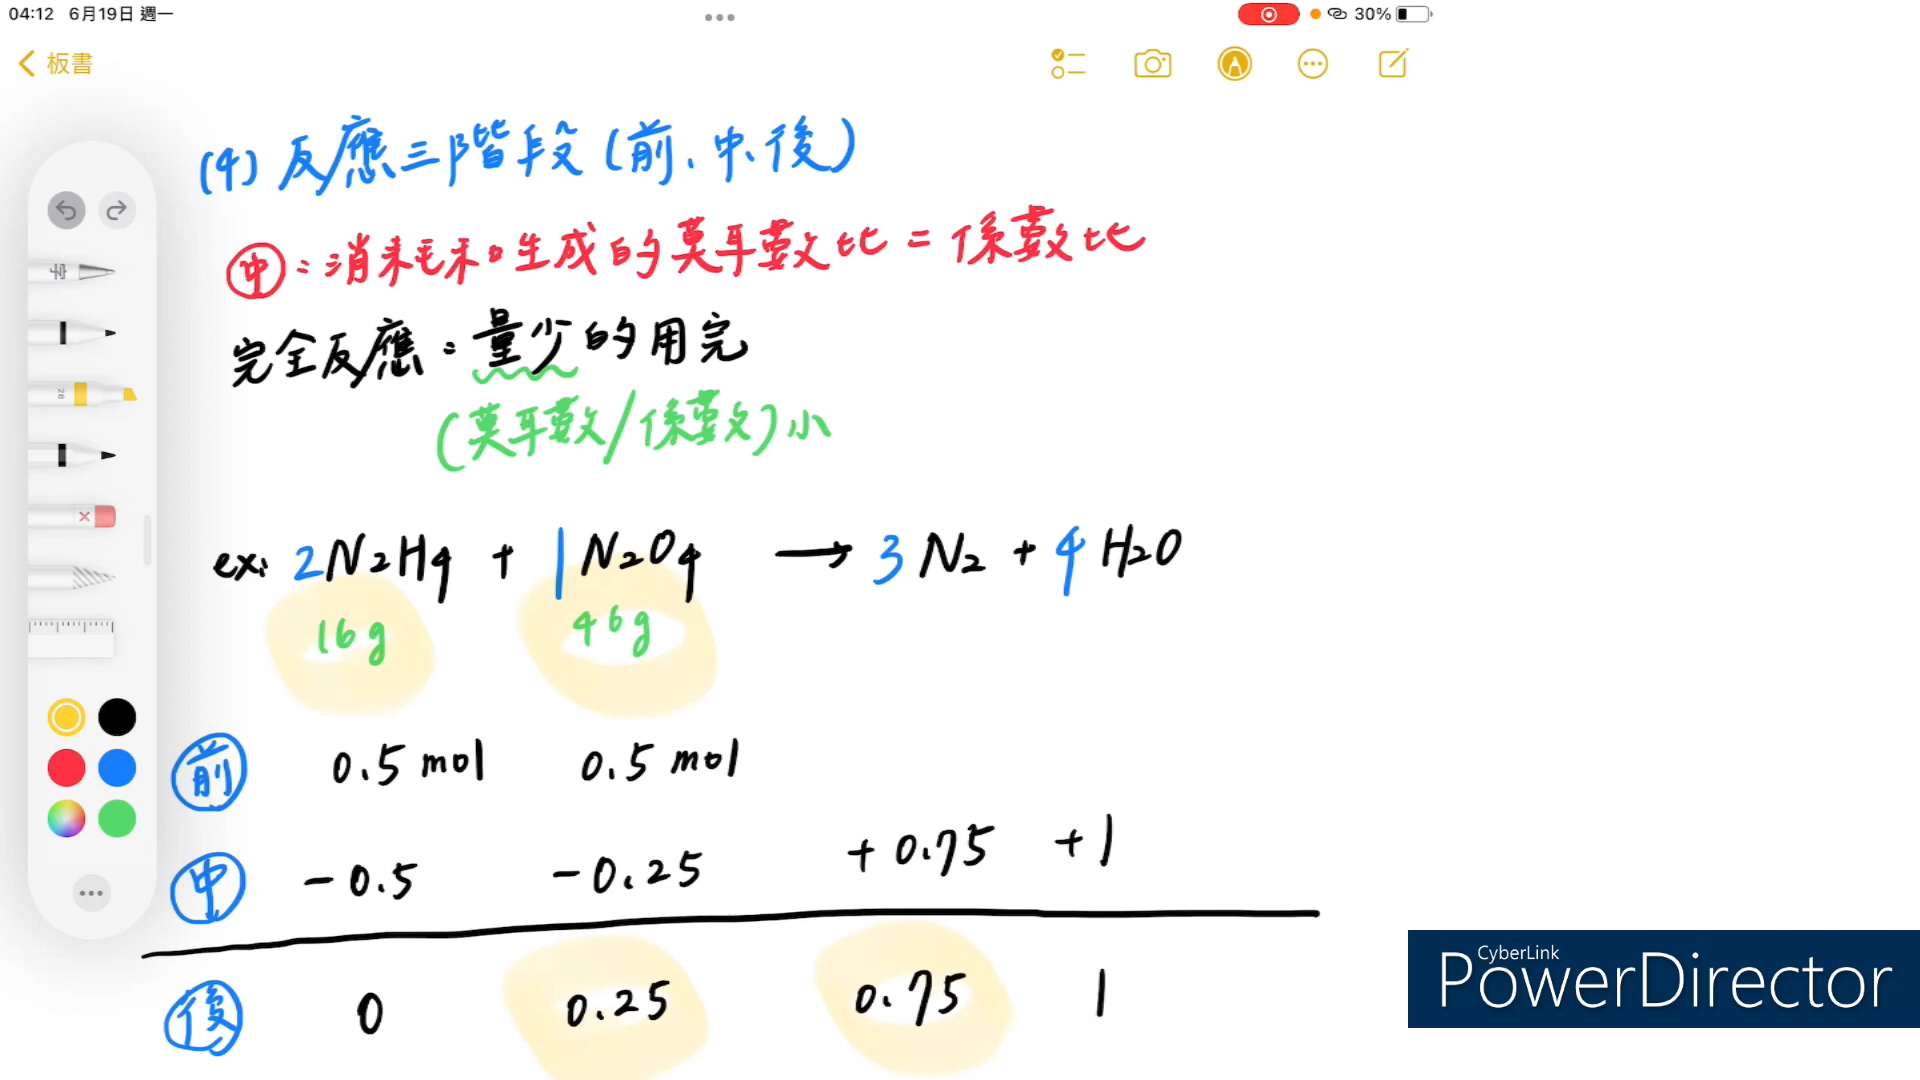 04:12 6月19日 週一
30%
板書
(4) 反應三階段(前、中、後)
中:消耗和生成的莫耳數比=係數比
完全反應:量少的用完
(莫耳數/係數)小
ex: 2N2H4 + 1N2O4 → 3N2 + 4H2O
16g 46g
前 0.5 mol 0.5 mol
中 -0.5 -0.25 +0.75 +1
後 0 0.25 0.75 1
CyberLink
PowerDirector